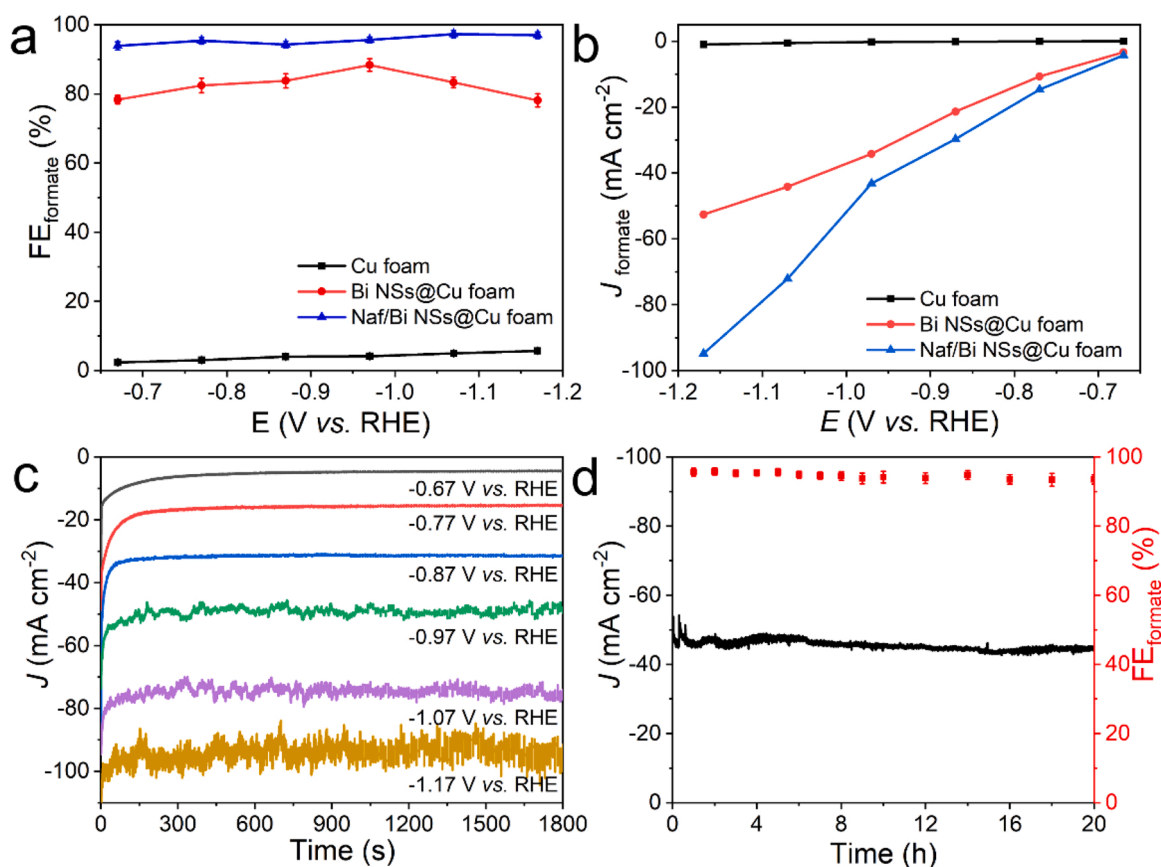 a
100
80
60
40
20
0
FE formate (%)
Cu foam
Bi NSs@Cu foam
Naf/Bi NSs@Cu foam
-0.7 -0.8 -0.9 -1.0 -1.1 -1.2
E (V vs. RHE)
b
0
-20
-40
-60
-80
-100
J formate (mA cm-2)
Cu foam
Bi NSs@Cu foam
Naf/Bi NSs@Cu foam
-1.2 -1.1 -1.0 -0.9 -0.8 -0.7
E (V vs. RHE)
c
0
-20
-40
-60
-80
-100
J (mA cm-2)
-0.67 V vs. RHE
-0.77 V vs. RHE
-0.87 V vs. RHE
-0.97 V vs. RHE
-1.07 V vs. RHE
-1.17 V vs. RHE
0 300 600 900 1200 1500 1800
Time (s)
d
-100
-80
-60
-40
-20
0
J (mA cm-2)
100
80
60
40
20
0
FE formate (%)
0 4 8 12 16 20
Time (h)